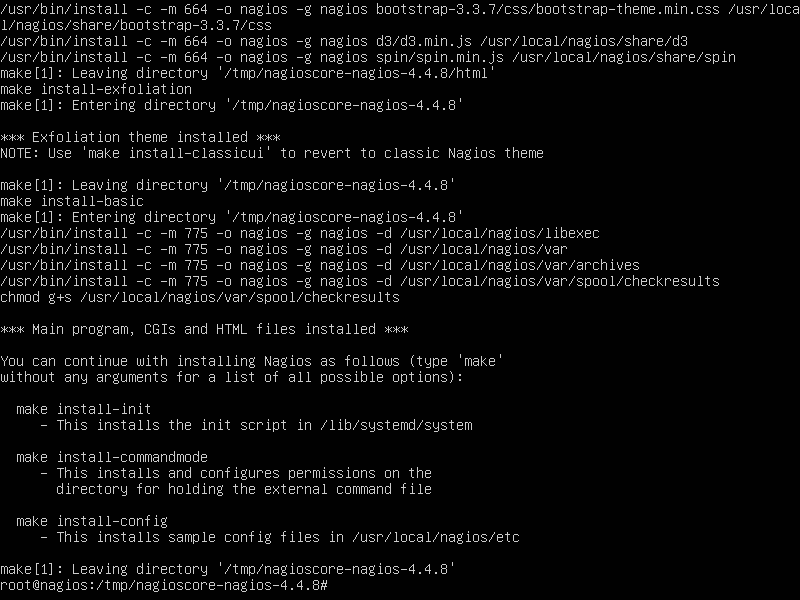 /usr/bin/install -c -m 664 -o nagios -g nagios bootstrap-3.3.7/css/bootstrap-theme.min.css /usr/loca
l/nagios/share/bootstrap-3.3.7/css
/usr/bin/install -c -m 664 -o nagios -g nagios d3/d3.min.js /usr/local/nagios/share/d3
/usr/bin/install -c -m 664 -o nagios -g nagios spin/spin.min.js /usr/local/nagios/share/spin
make[1]: Leaving directory '/tmp/nagioscore-nagios-4.4.8/html'
make install-exfoliation
make[1]: Entering directory '/tmp/nagioscore-nagios-4.4.8'

*** Exfoliation theme installed ***
NOTE: Use 'make install-classicui' to revert to classic Nagios theme

make[1]: Leaving directory '/tmp/nagioscore-nagios-4.4.8'
make install-basic
make[1]: Entering directory '/tmp/nagioscore-nagios-4.4.8'
/usr/bin/install -c -m 775 -o nagios -g nagios -d /usr/local/nagios/libexec
/usr/bin/install -c -m 775 -o nagios -g nagios -d /usr/local/nagios/var
/usr/bin/install -c -m 775 -o nagios -g nagios -d /usr/local/nagios/var/archives
/usr/bin/install -c -m 775 -o nagios -g nagios -d /usr/local/nagios/var/spool/checkresults
chmod g+s /usr/local/nagios/var/spool/checkresults

*** Main program, CGIs and HTML files installed ***

You can continue with installing Nagios as follows (type 'make'
without any arguments for a list of all possible options):

  make install-init
     - This installs the init script in /lib/systemd/system

  make install-commandmode
     - This installs and configures permissions on the
       directory for holding the external command file

  make install-config
     - This installs sample config files in /usr/local/nagios/etc

make[1]: Leaving directory '/tmp/nagioscore-nagios-4.4.8'
root@nagios:/tmp/nagioscore-nagios-4.4.8#